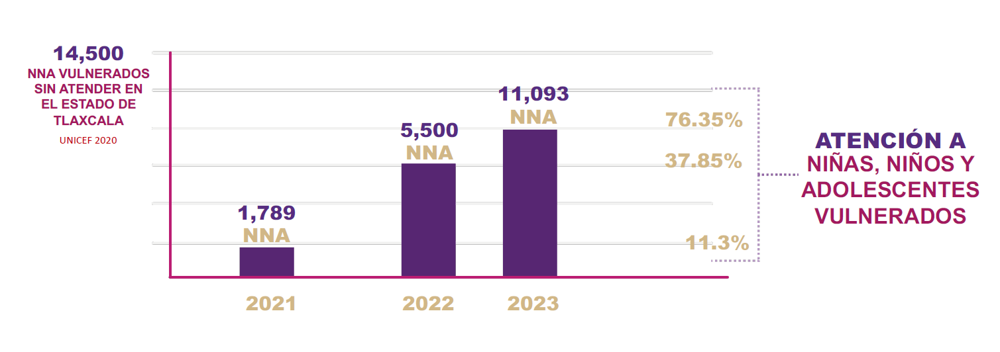 14,500
NNA VULNERADOS
SIN ATENDER EN
EL ESTADO DE
TLAXCALA
UNICEF 2020
1,789
NNA
5,500
NNA
11,093
NNA
76.35%
37.85%
11.3%
2021
2022
2023
ATENCIÓN A
NIÑAS, NIÑOS Y
ADOLESCENTES
VULNERADOS